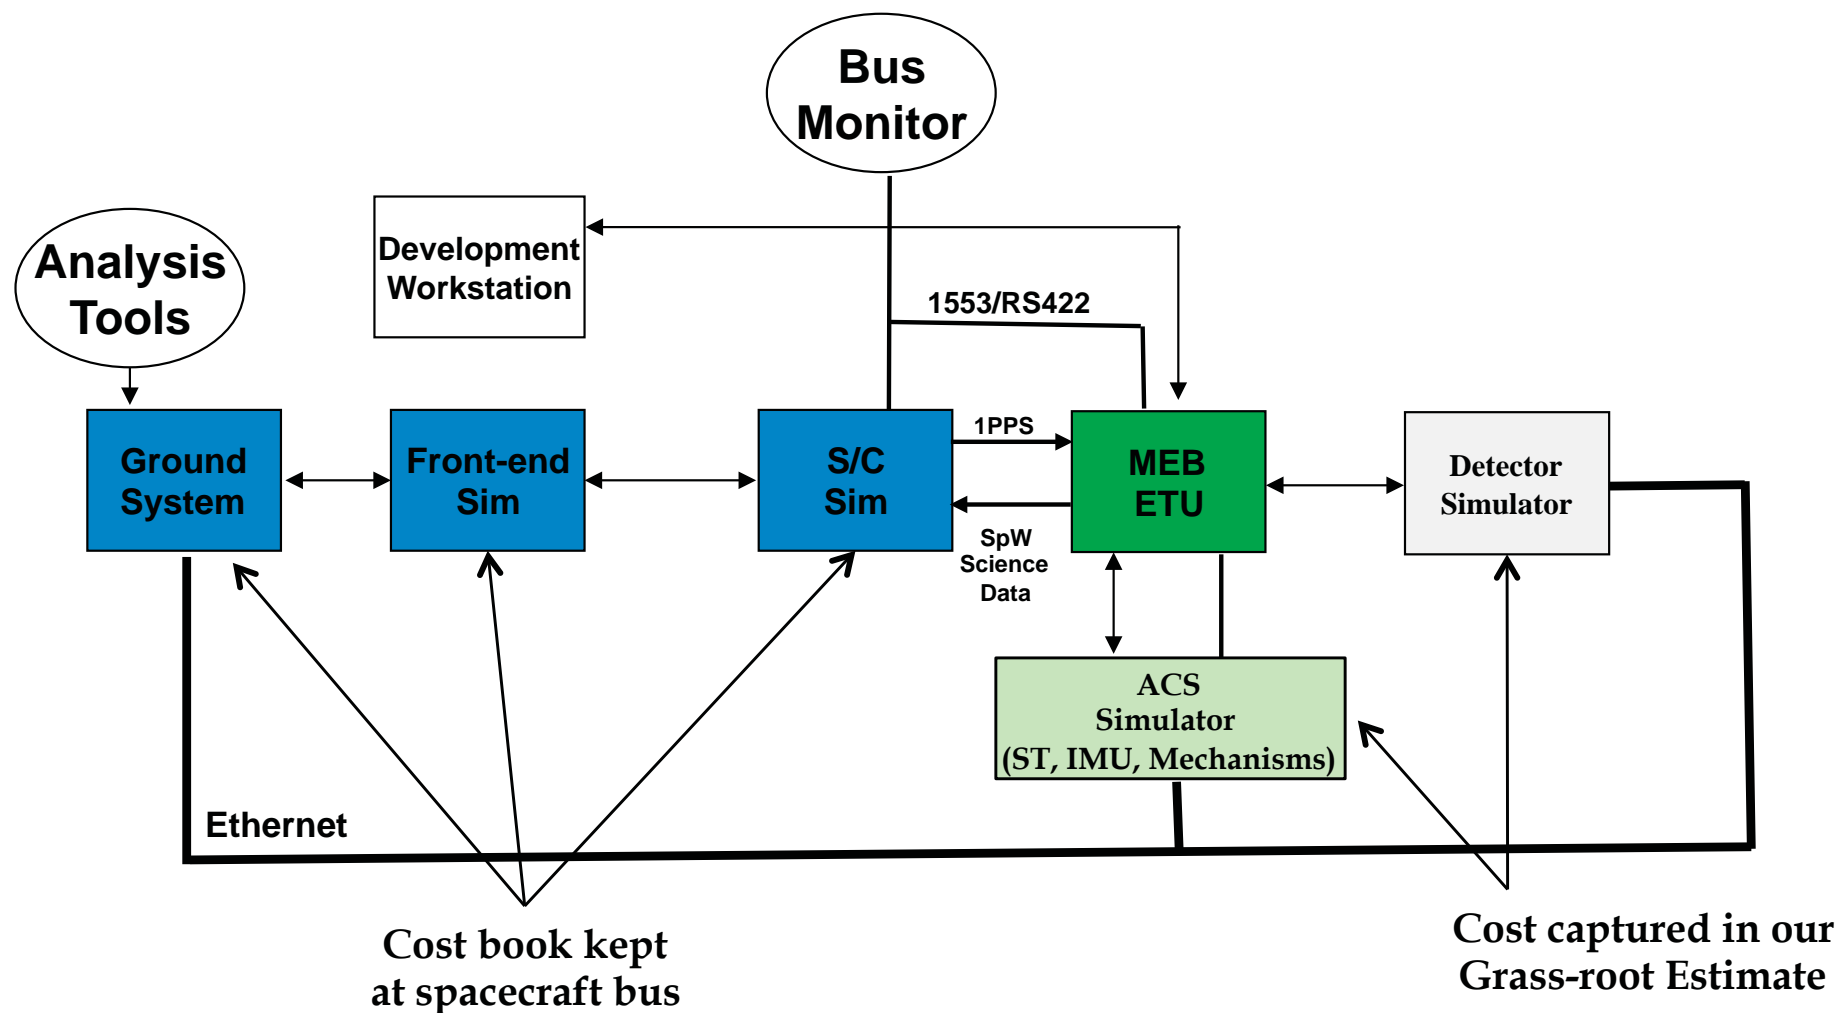 Bus
Monitor
Analysis
Tools
Development
Workstation
1553/RS422
Ground
System
Front-end
Sim
S/C
Sim
1PPS
SpW
Science
Data
MEB
ETU
Detector
Simulator
ACS
Simulator
(ST, IMU, Mechanisms)
Ethernet
Cost book kept
at spacecraft bus
Cost captured in our
Grass-root Estimate